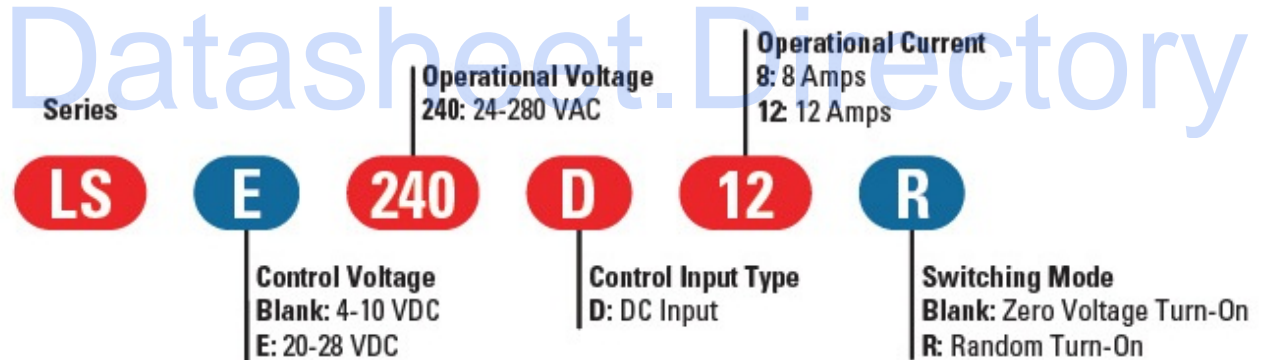 Datasheet.Directory
Series
Operational Voltage
240: 24-280 VAC
Operational Current
8: 8 Amps
12: 12 Amps
LS E 240 D 12 R
Control Voltage
Blank: 4-10 VDC
E: 20-28 VDC
Control Input Type
D: DC Input
Switching Mode
Blank: Zero Voltage Turn-On
R: Random Turn-On